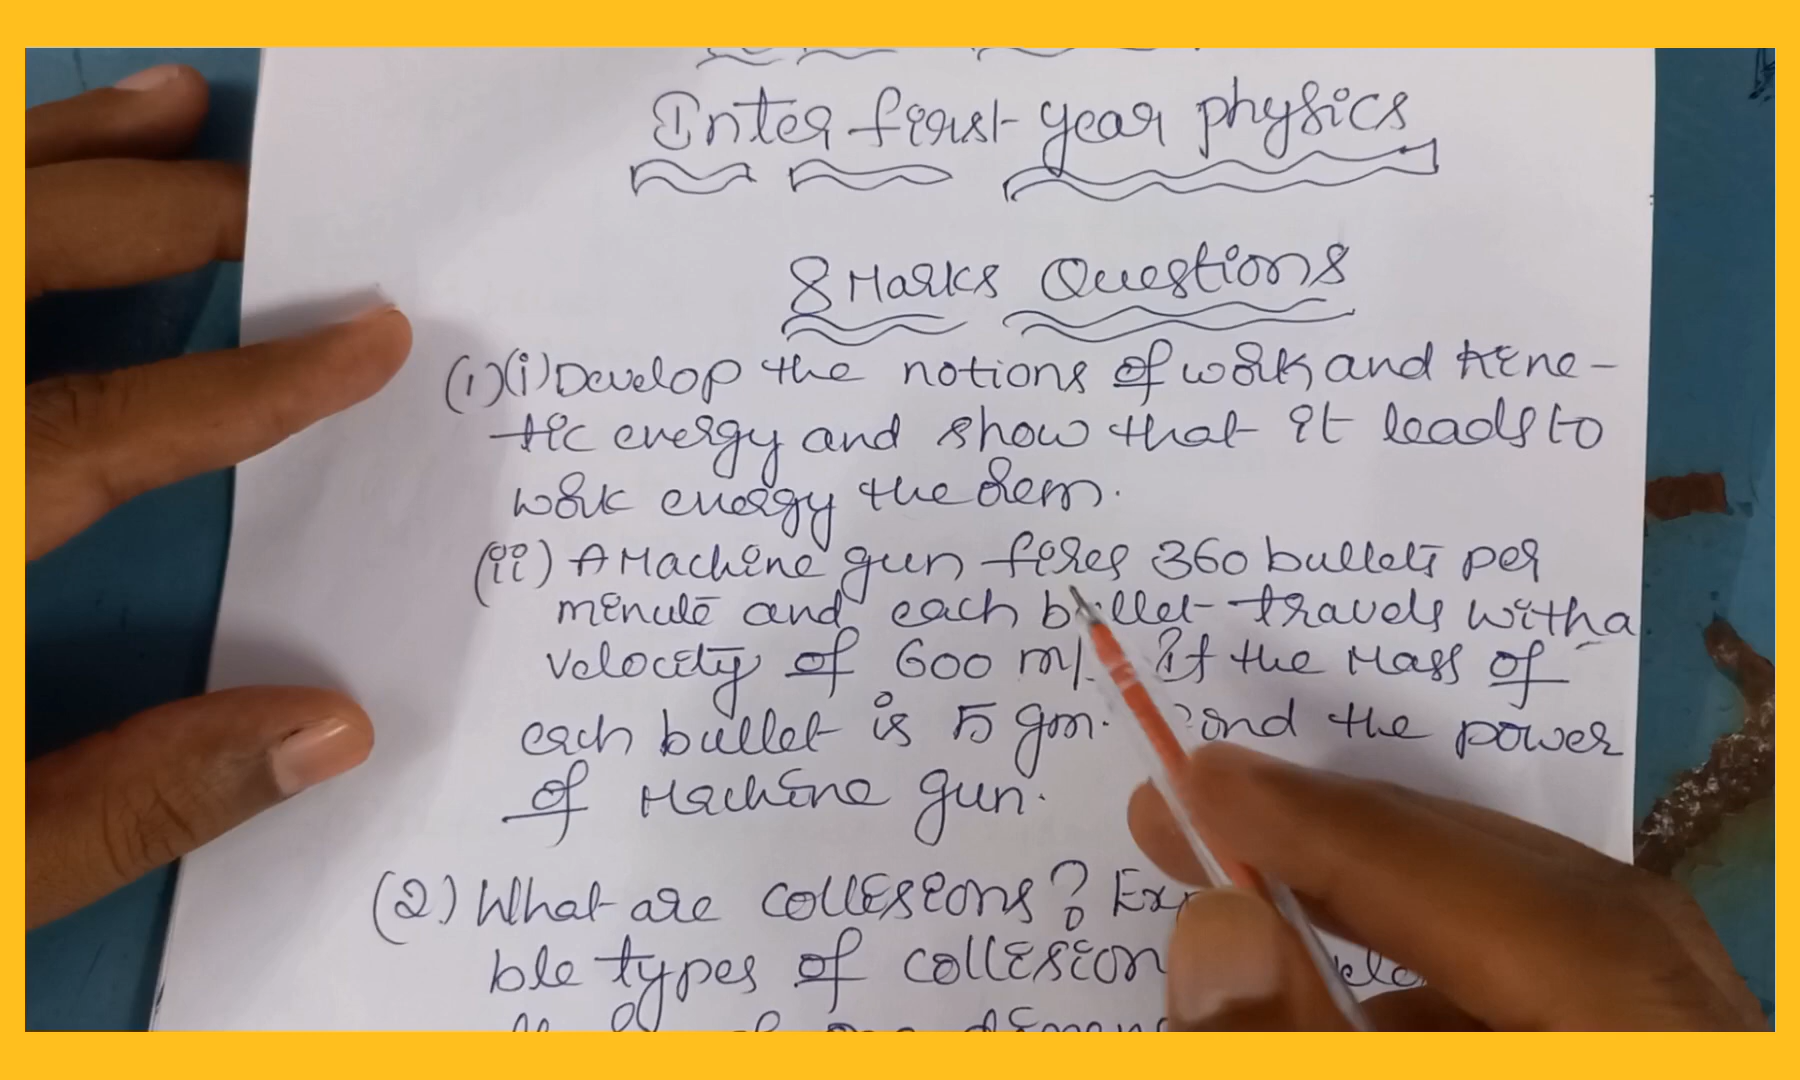 Inter first year physics
8 Marks Questions
(1)(i) Develop the notions of work and kine-
-tic energy and show that it leads to
work energy theorem.
(ii) A Machine gun fires 360 bullets per
minute and each bullet travels with a
velocity of 600 m/ if the Mass of
each bullet is 5 gm. the power
of Machine gun.
(2) What are collisions?
ble types of collision